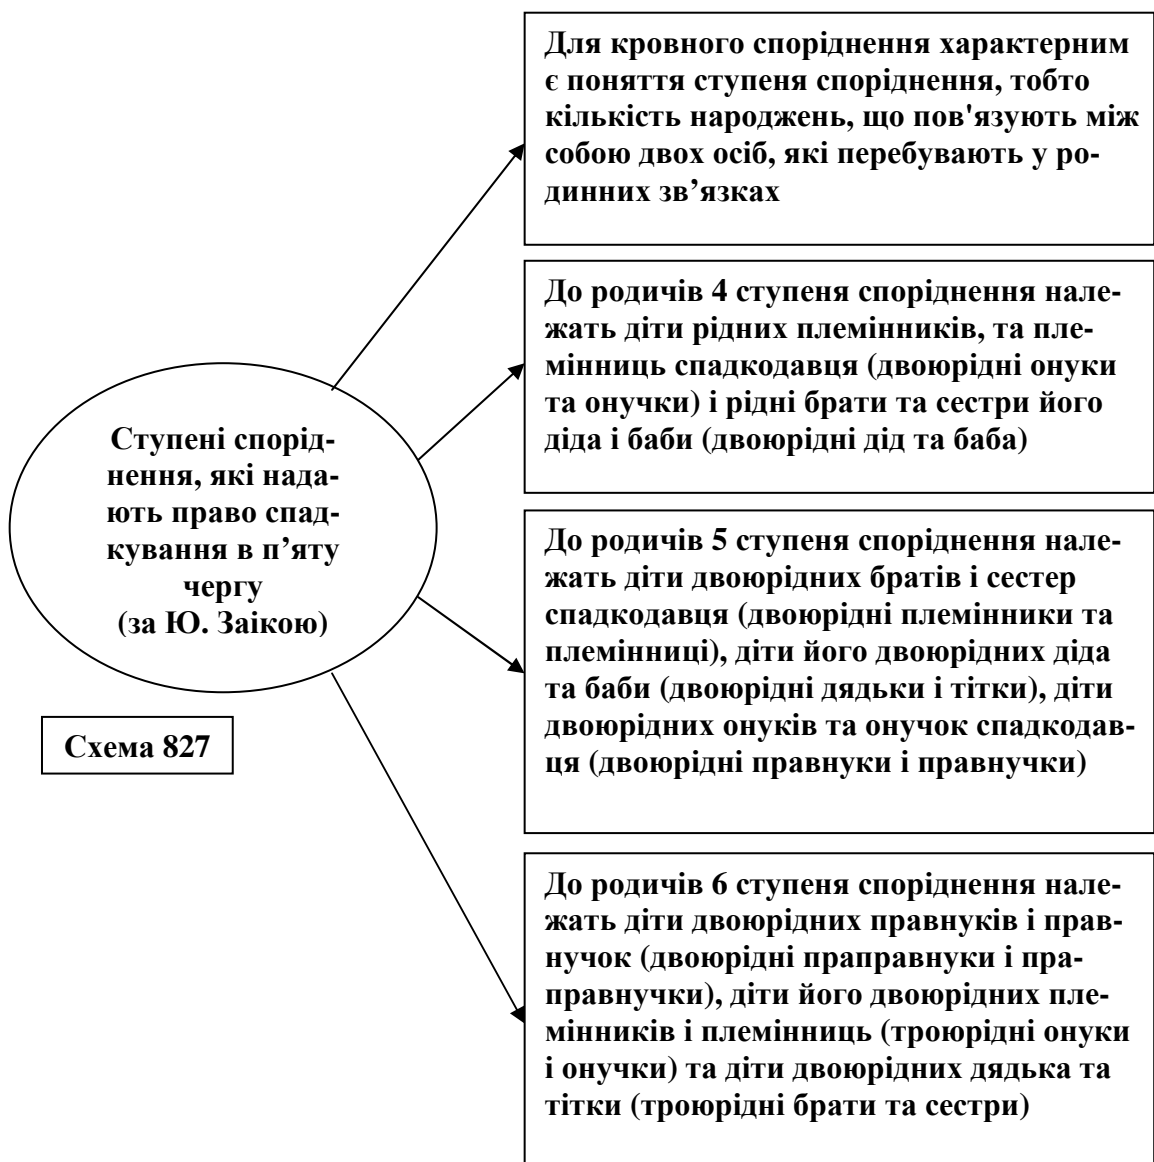 Для кровного споріднення характерним
є поняття ступеня споріднення, тобто
кількість народжень, що пов'язують між
собою двох осіб, які перебувають у ро-
динних зв’язках
До родичів 4 ступеня споріднення нале-
жать діти рідних племінників, та пле-
мінниць спадкодавця (двоюрідні онуки
та онучки) і рідні брати та сестри його
діда і баби (двоюрідні дід та баба)
Ступені спорід-
нення, які нада-
ють право спад-
кування в п’яту
чергу
(за Ю. Заікою)
До родичів 5 ступеня споріднення нале-
жать діти двоюрідних братів і сестер
спадкодавця (двоюрідні племінники та
племінниці), діти його двоюрідних діда
та баби (двоюрідні дядьки і тітки), діти
двоюрідних онуків та онучок спадкодав-
ця (двоюрідні правнуки і правнучки)
Схема 827
До родичів 6 ступеня споріднення нале-
жать діти двоюрідних правнуків і прав-
нучок (двоюрідні праправнуки і пра-
правнучки), діти його двоюрідних пле-
мінників і племінниць (троюрідні онуки
і онучки) та діти двоюрідних дядька та
тітки (троюрідні брати та сестри)